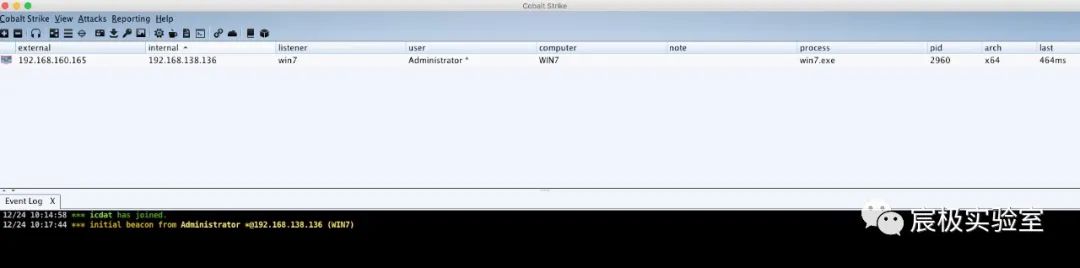 Cobalt Strike
Cobalt Strike View Attacks Reporting Help
external internal listener user computer note process pid arch last
192.168.160.165 192.168.138.136 win7 Administrator * WIN7 win7.exe 2960 x64 464ms
Event Log X
12/24 10:14:58 *** icdat has joined.
12/24 10:17:44 *** initial beacon from Administrator *@192.168.138.136 (WIN7)
宸极实验室